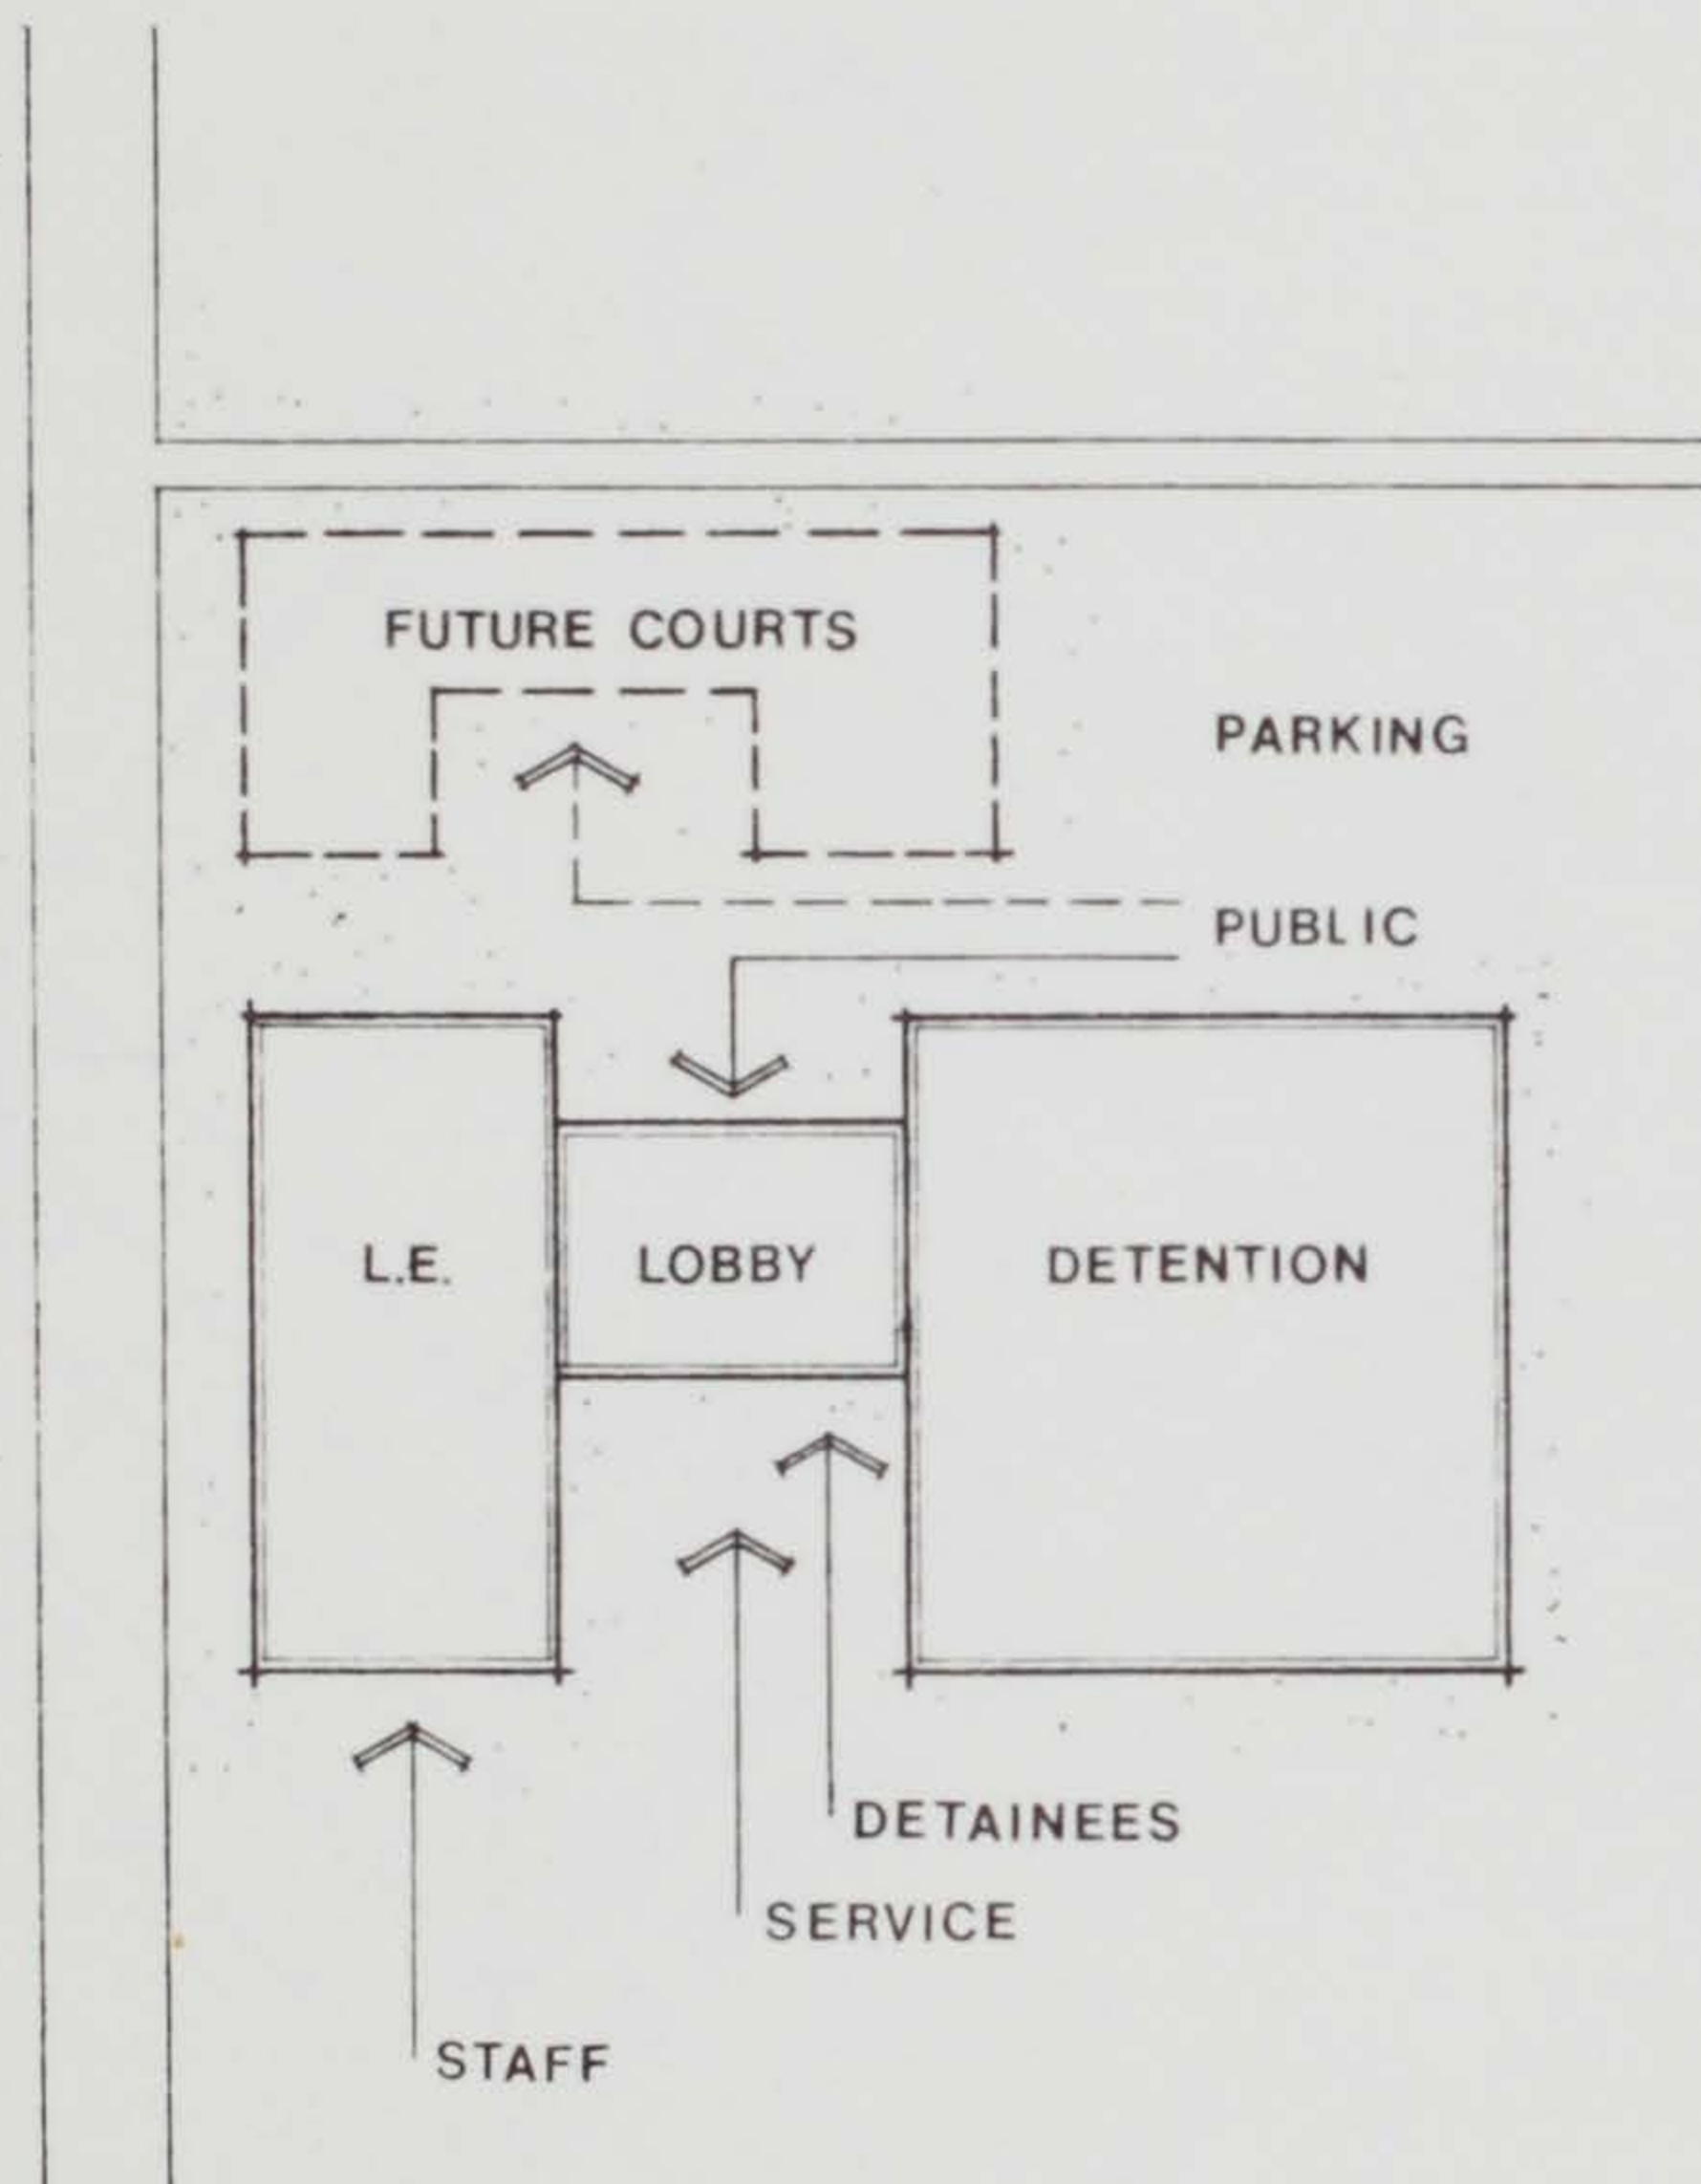 FUTURE COURTS
PARKING
PUBLIC
L.E.
LOBBY
DETENTION
DETAINEES
SERVICE
STAFF